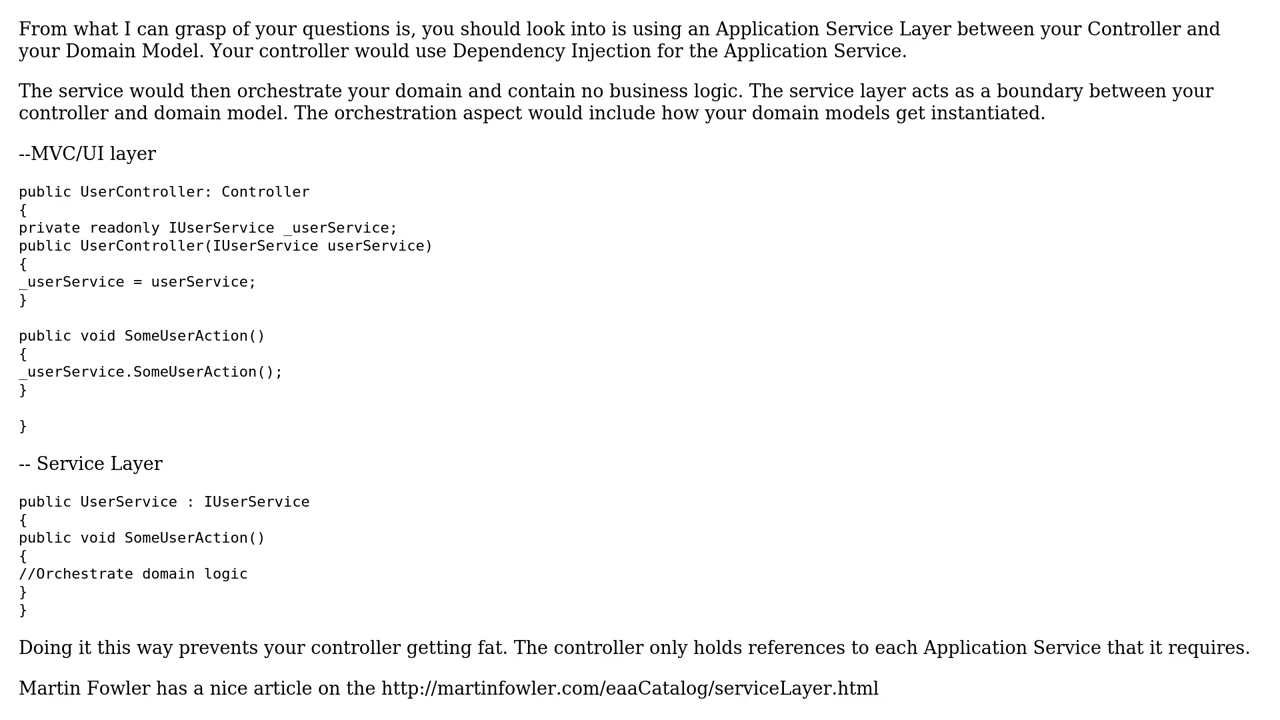 From what I can grasp of your questions is, you should look into is using an Application Service Layer between your Controller and
your Domain Model. Your controller would use Dependency Injection for the Application Service.
The service would then orchestrate your domain and contain no business logic. The service layer acts as a boundary between your
controller and domain model. The orchestration aspect would include how your domain models get instantiated.
--MVC/UI layer
public UserController: Controller
{
private readonly IUserService _userService;
public UserController(IUserService userService)
{
_userService = userService;
}
public void SomeUserAction()
{
_userService.SomeUserAction();
}
}
-- Service Layer
public UserService : IUserService
{
public void SomeUserAction()
{
//Orchestrate domain logic
}
}
Doing it this way prevents your controller getting fat. The controller only holds references to each Application Service that it requires.
Martin Fowler has a nice article on the http://martinfowler.com/eaaCatalog/serviceLayer.html